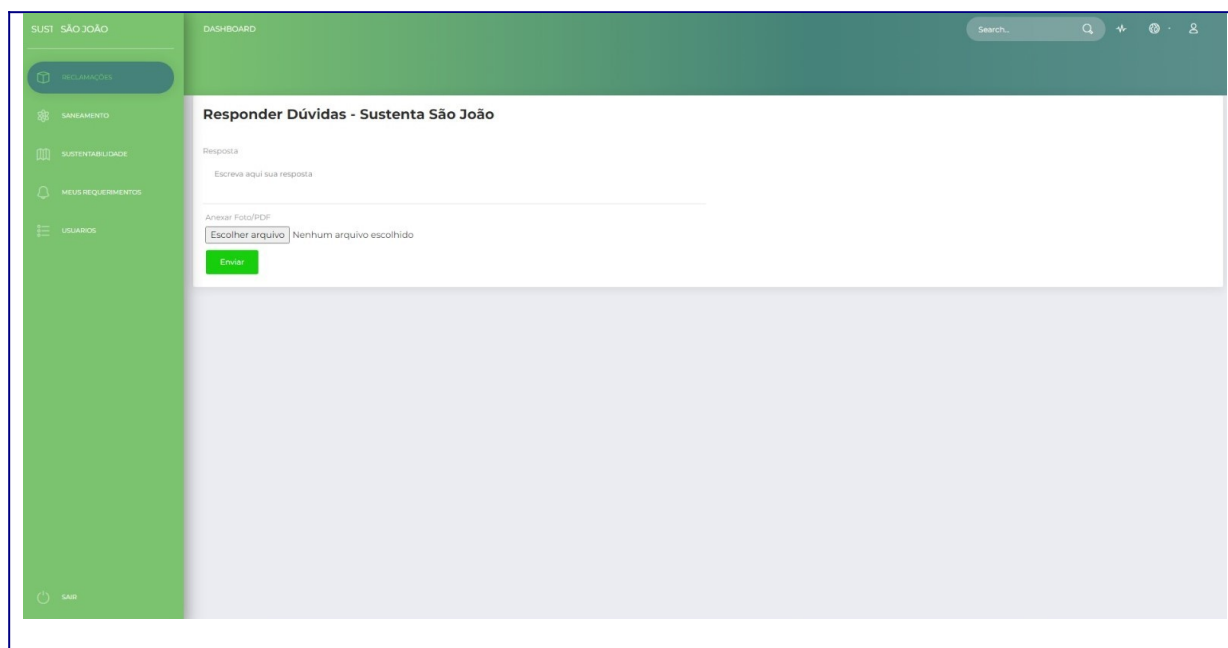 SUST SÃO JOÃO
DASHBOARD
Search...
RECLAMAÇÕES
SANEAMENTO
SUSTENTABILIDADE
MEUS REQUERIMENTOS
USUARIOS
SAIR
Responder Dúvidas - Sustenta São João
Resposta
Escreva aqui sua resposta
Anexar Foto/PDF
Escolher arquivo Nenhum arquivo escolhido
Enviar